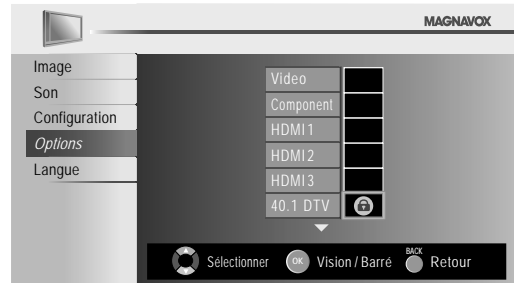 MAGNAVOX
Image
Son
Configuration
Options
Langue
Video
Component
HDMI1
HDMI2
HDMI3
40.1 DTV
Sélectionner
OK
Vision / Barré
BACK
Retour